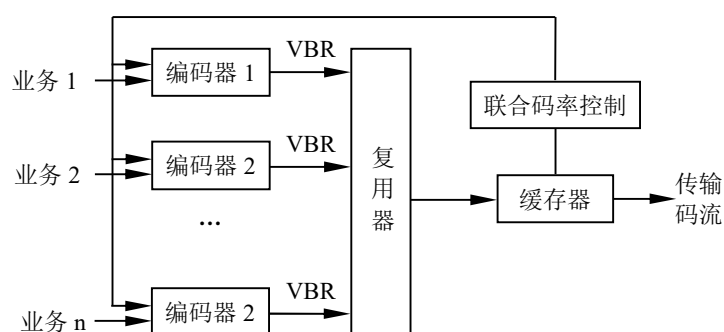 VBR
业务 1
编码器 1
联合码率控制
VBR
业务 2
编码器 2
复用器
缓存器
传输
码流
...
VBR
业务 n
编码器 2